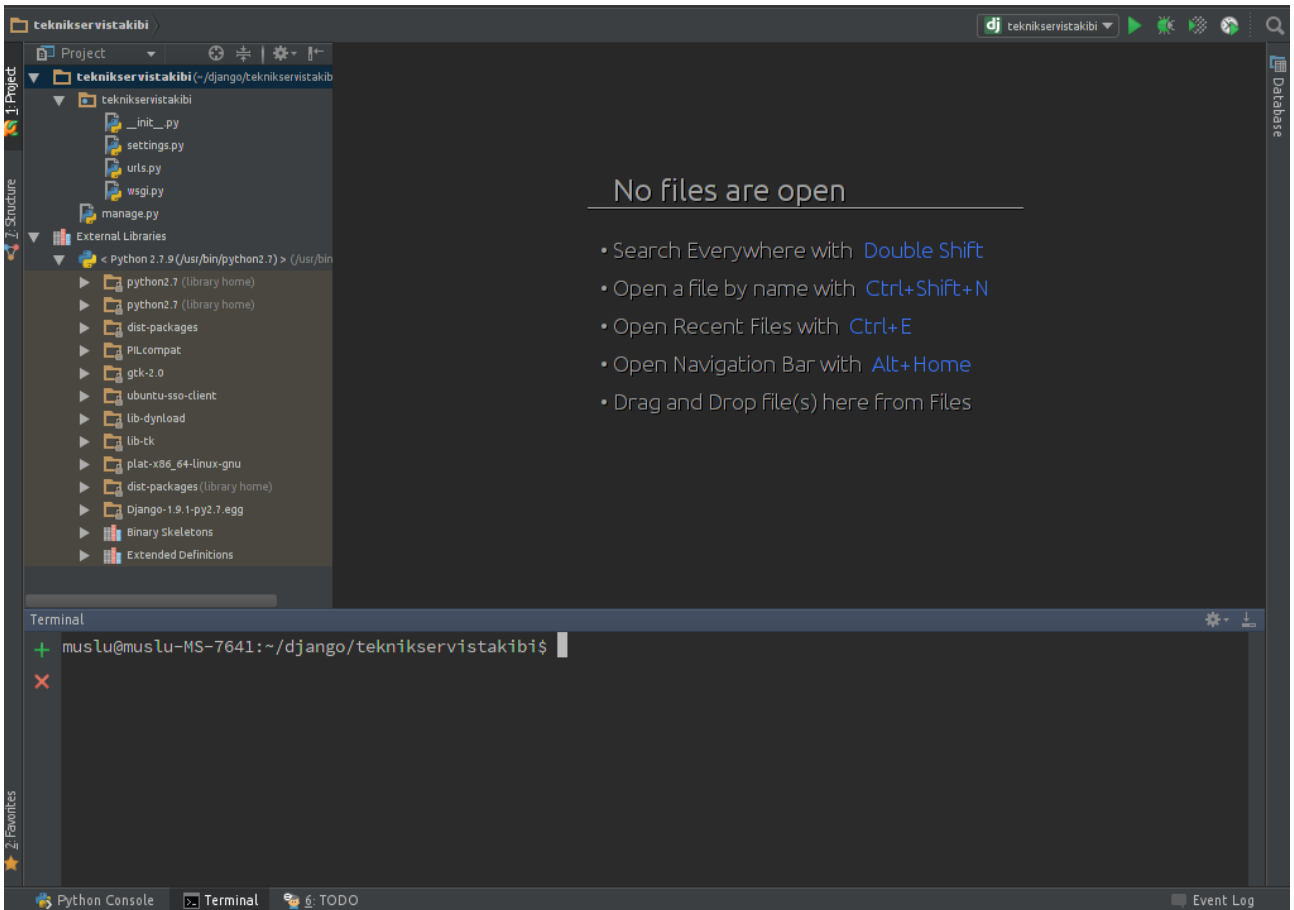 teknikservistakibi
dj teknikservistakibi
Project
1: Project
7: Structure
2: Favorites
Database
teknikservistakibi (~/django/teknikservistakib
teknikservistakibi
__init__.py
settings.py
urls.py
wsgi.py
manage.py
External Libraries
< Python 2.7.9 (/usr/bin/python2.7) > (/usr/bin
python2.7 (library home)
python2.7 (library home)
dist-packages
PILcompat
gtk-2.0
ubuntu-sso-client
lib-dynload
lib-tk
plat-x86_64-linux-gnu
dist-packages (library home)
Django-1.9.1-py2.7.egg
Binary Skeletons
Extended Definitions
No files are open
• Search Everywhere with Double Shift
• Open a file by name with Ctrl+Shift+N
• Open Recent Files with Ctrl+E
• Open Navigation Bar with Alt+Home
• Drag and Drop file(s) here from Files
Terminal
muslu@muslu-MS-7641:~/django/teknikservistakibi$
Python Console
Terminal
6: TODO
Event Log